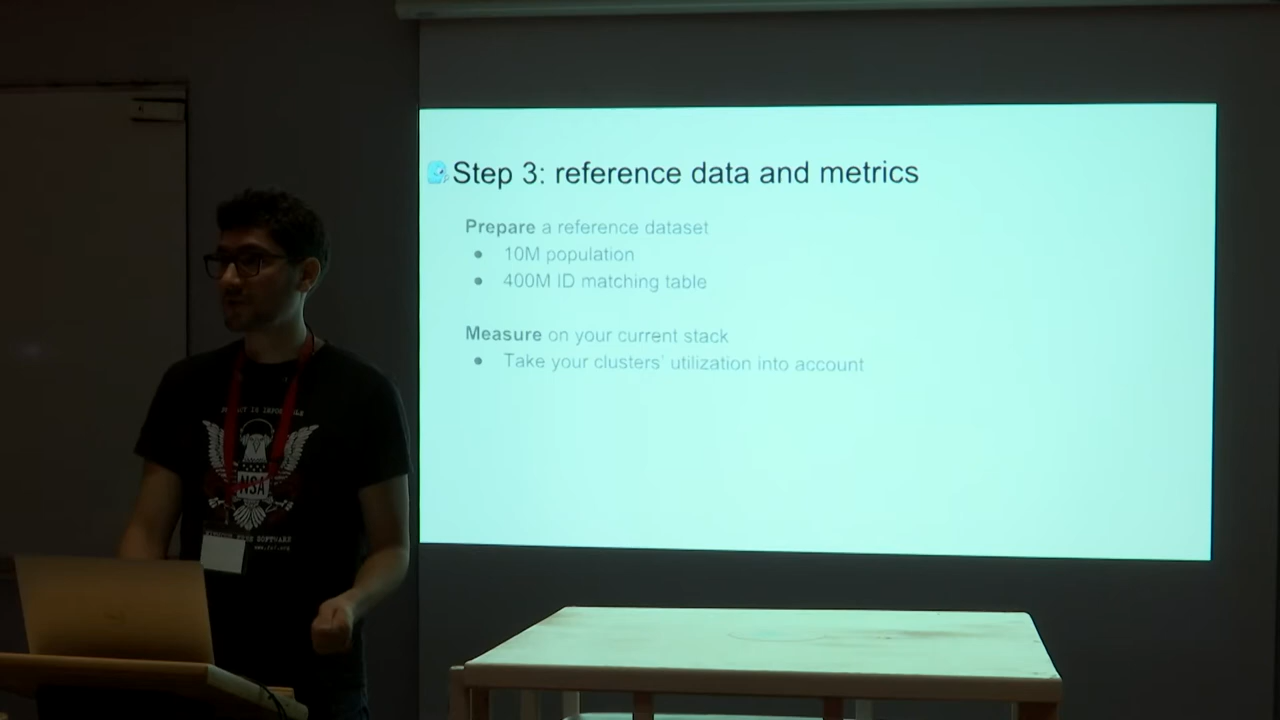 Step 3: reference data and metrics
Prepare a reference dataset
● 10M population
● 400M ID matching table
Measure on your current stack
● Take your clusters' utilization into account
NSA